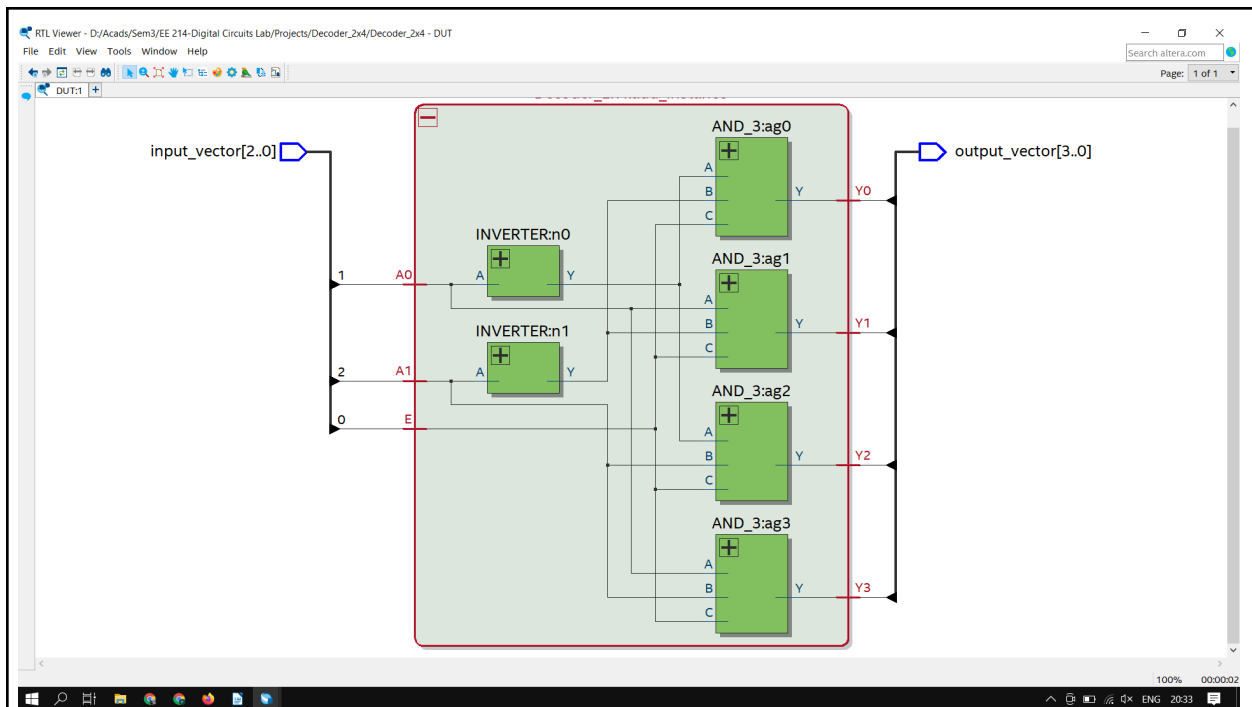 RTL Viewer - D:/Acads/Sem3/EE 214-Digital Circuits Lab/Projects/Decoder_2x4/Decoder_2x4 - DUT
File Edit View Tools Window Help
Search altera.com
Page: 1 of 1
DUT:1
input_vector[2..0]
output_vector[3..0]
AND_3:ag0
A
B
C
Y
Y0
INVERTER:n0
1
A0
A
Y
AND_3:ag1
A
B
C
Y
Y1
INVERTER:n1
2
A1
A
Y
0
E
AND_3:ag2
A
B
C
Y
Y2
AND_3:ag3
A
B
C
Y
Y3
100% 00:00:02
ENG 20:33